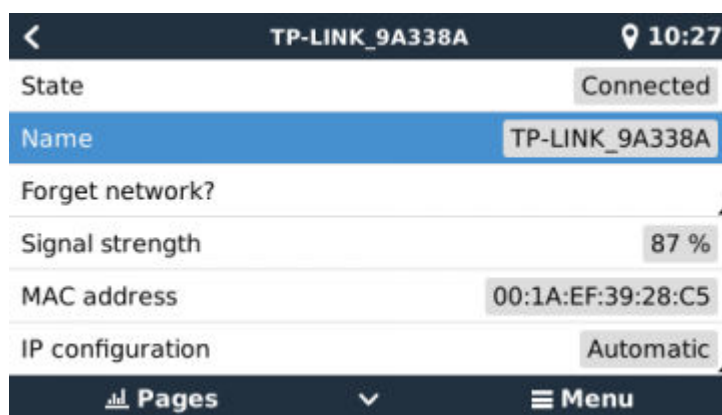 TP-LINK_9A338A 10:27
State Connected
Name TP-LINK_9A338A
Forget network?
Signal strength 87 %
MAC address 00:1A:EF:39:28:C5
IP configuration Automatic
Pages Menu